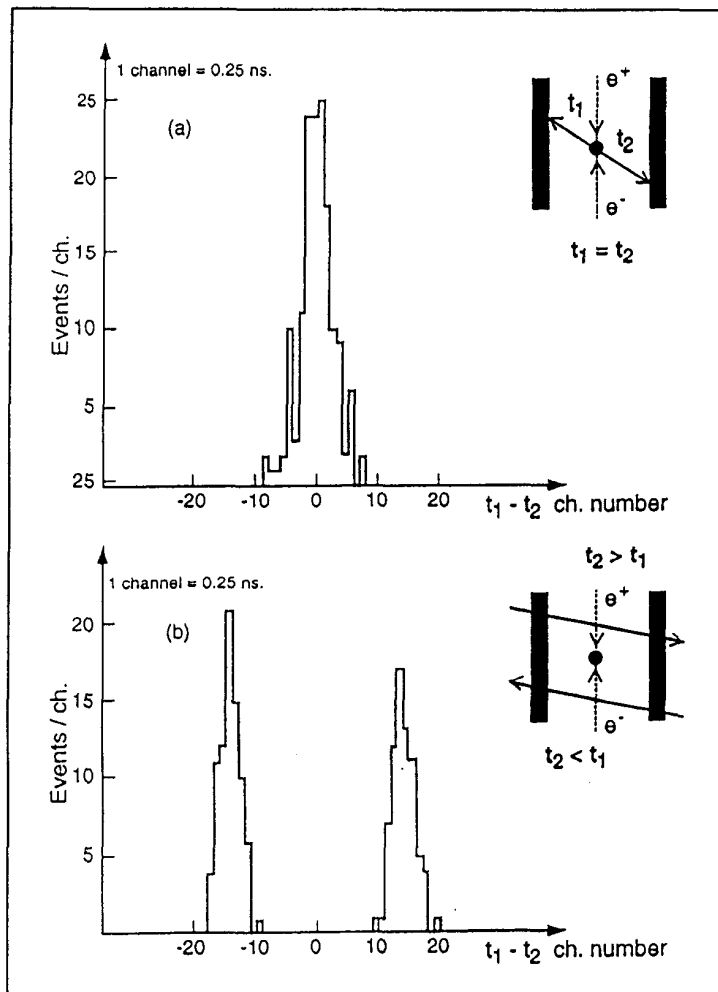 1 channel = 0.25 ns.
(a)
Events / ch.
25
20
15
10
5
25
-20 -10 0 10 20
t₁ - t₂ ch. number
e⁺
t₁
t₂
e⁻
t₁ = t₂
1 channel = 0.25 ns.
(b)
Events / ch.
20
15
10
5
-20 -10 0 10 20
t₁ - t₂ ch. number
t₂ > t₁
e⁺
e⁻
t₂ < t₁